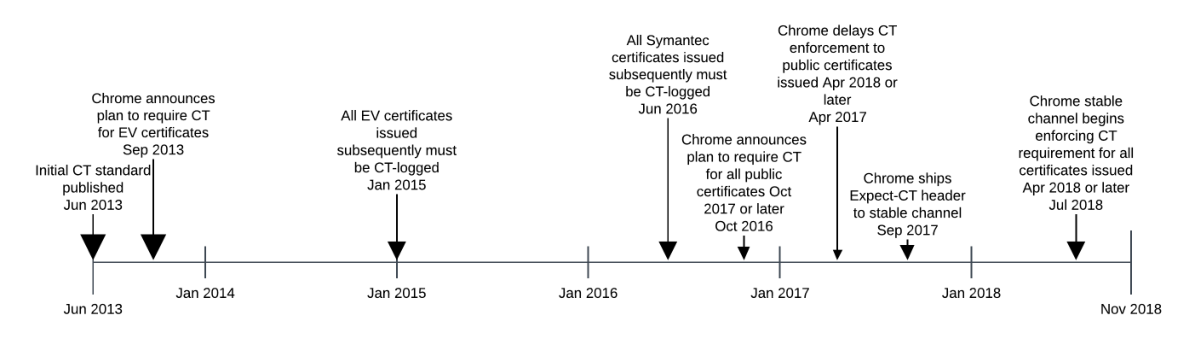 Initial CT standard
published
Jun 2013
Chrome announces
plan to require CT
for EV certificates
Sep 2013
All EV certificates
issued
subsequently must
be CT-logged
Jan 2015
All Symantec
certificates issued
subsequently must
be CT-logged
Jun 2016
Chrome announces
plan to require CT
for all public
certificates Oct
2017 or later
Oct 2016
Chrome delays CT
enforcement to
public certificates
issued Apr 2018 or
later
Apr 2017
Chrome ships
Expect-CT header
to stable channel
Sep 2017
Chrome stable
channel begins
enforcing CT
requirement for all
certificates issued
Apr 2018 or later
Jul 2018
Jun 2013
Jan 2014
Jan 2015
Jan 2016
Jan 2017
Jan 2018
Nov 2018